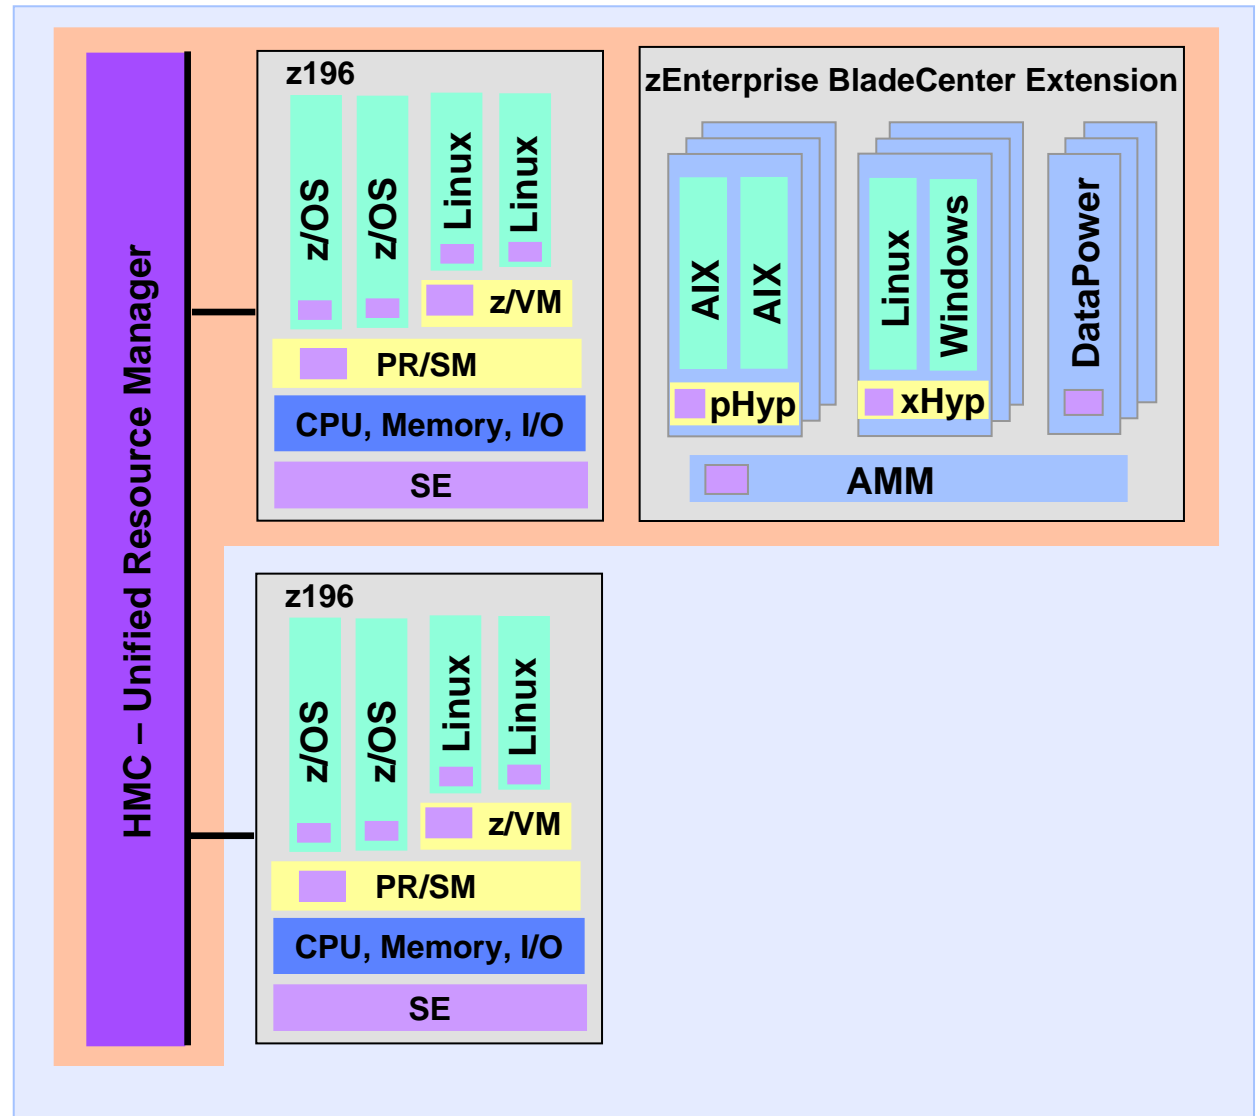 HMC – Unified Resource Manager
z196
z/OS
z/OS
Linux
Linux
z/VM
PR/SM
CPU, Memory, I/O
SE
zEnterprise BladeCenter Extension
AIX
AIX
pHyp
Linux
Windows
xHyp
DataPower
AMM
z196
z/OS
z/OS
Linux
Linux
z/VM
PR/SM
CPU, Memory, I/O
SE